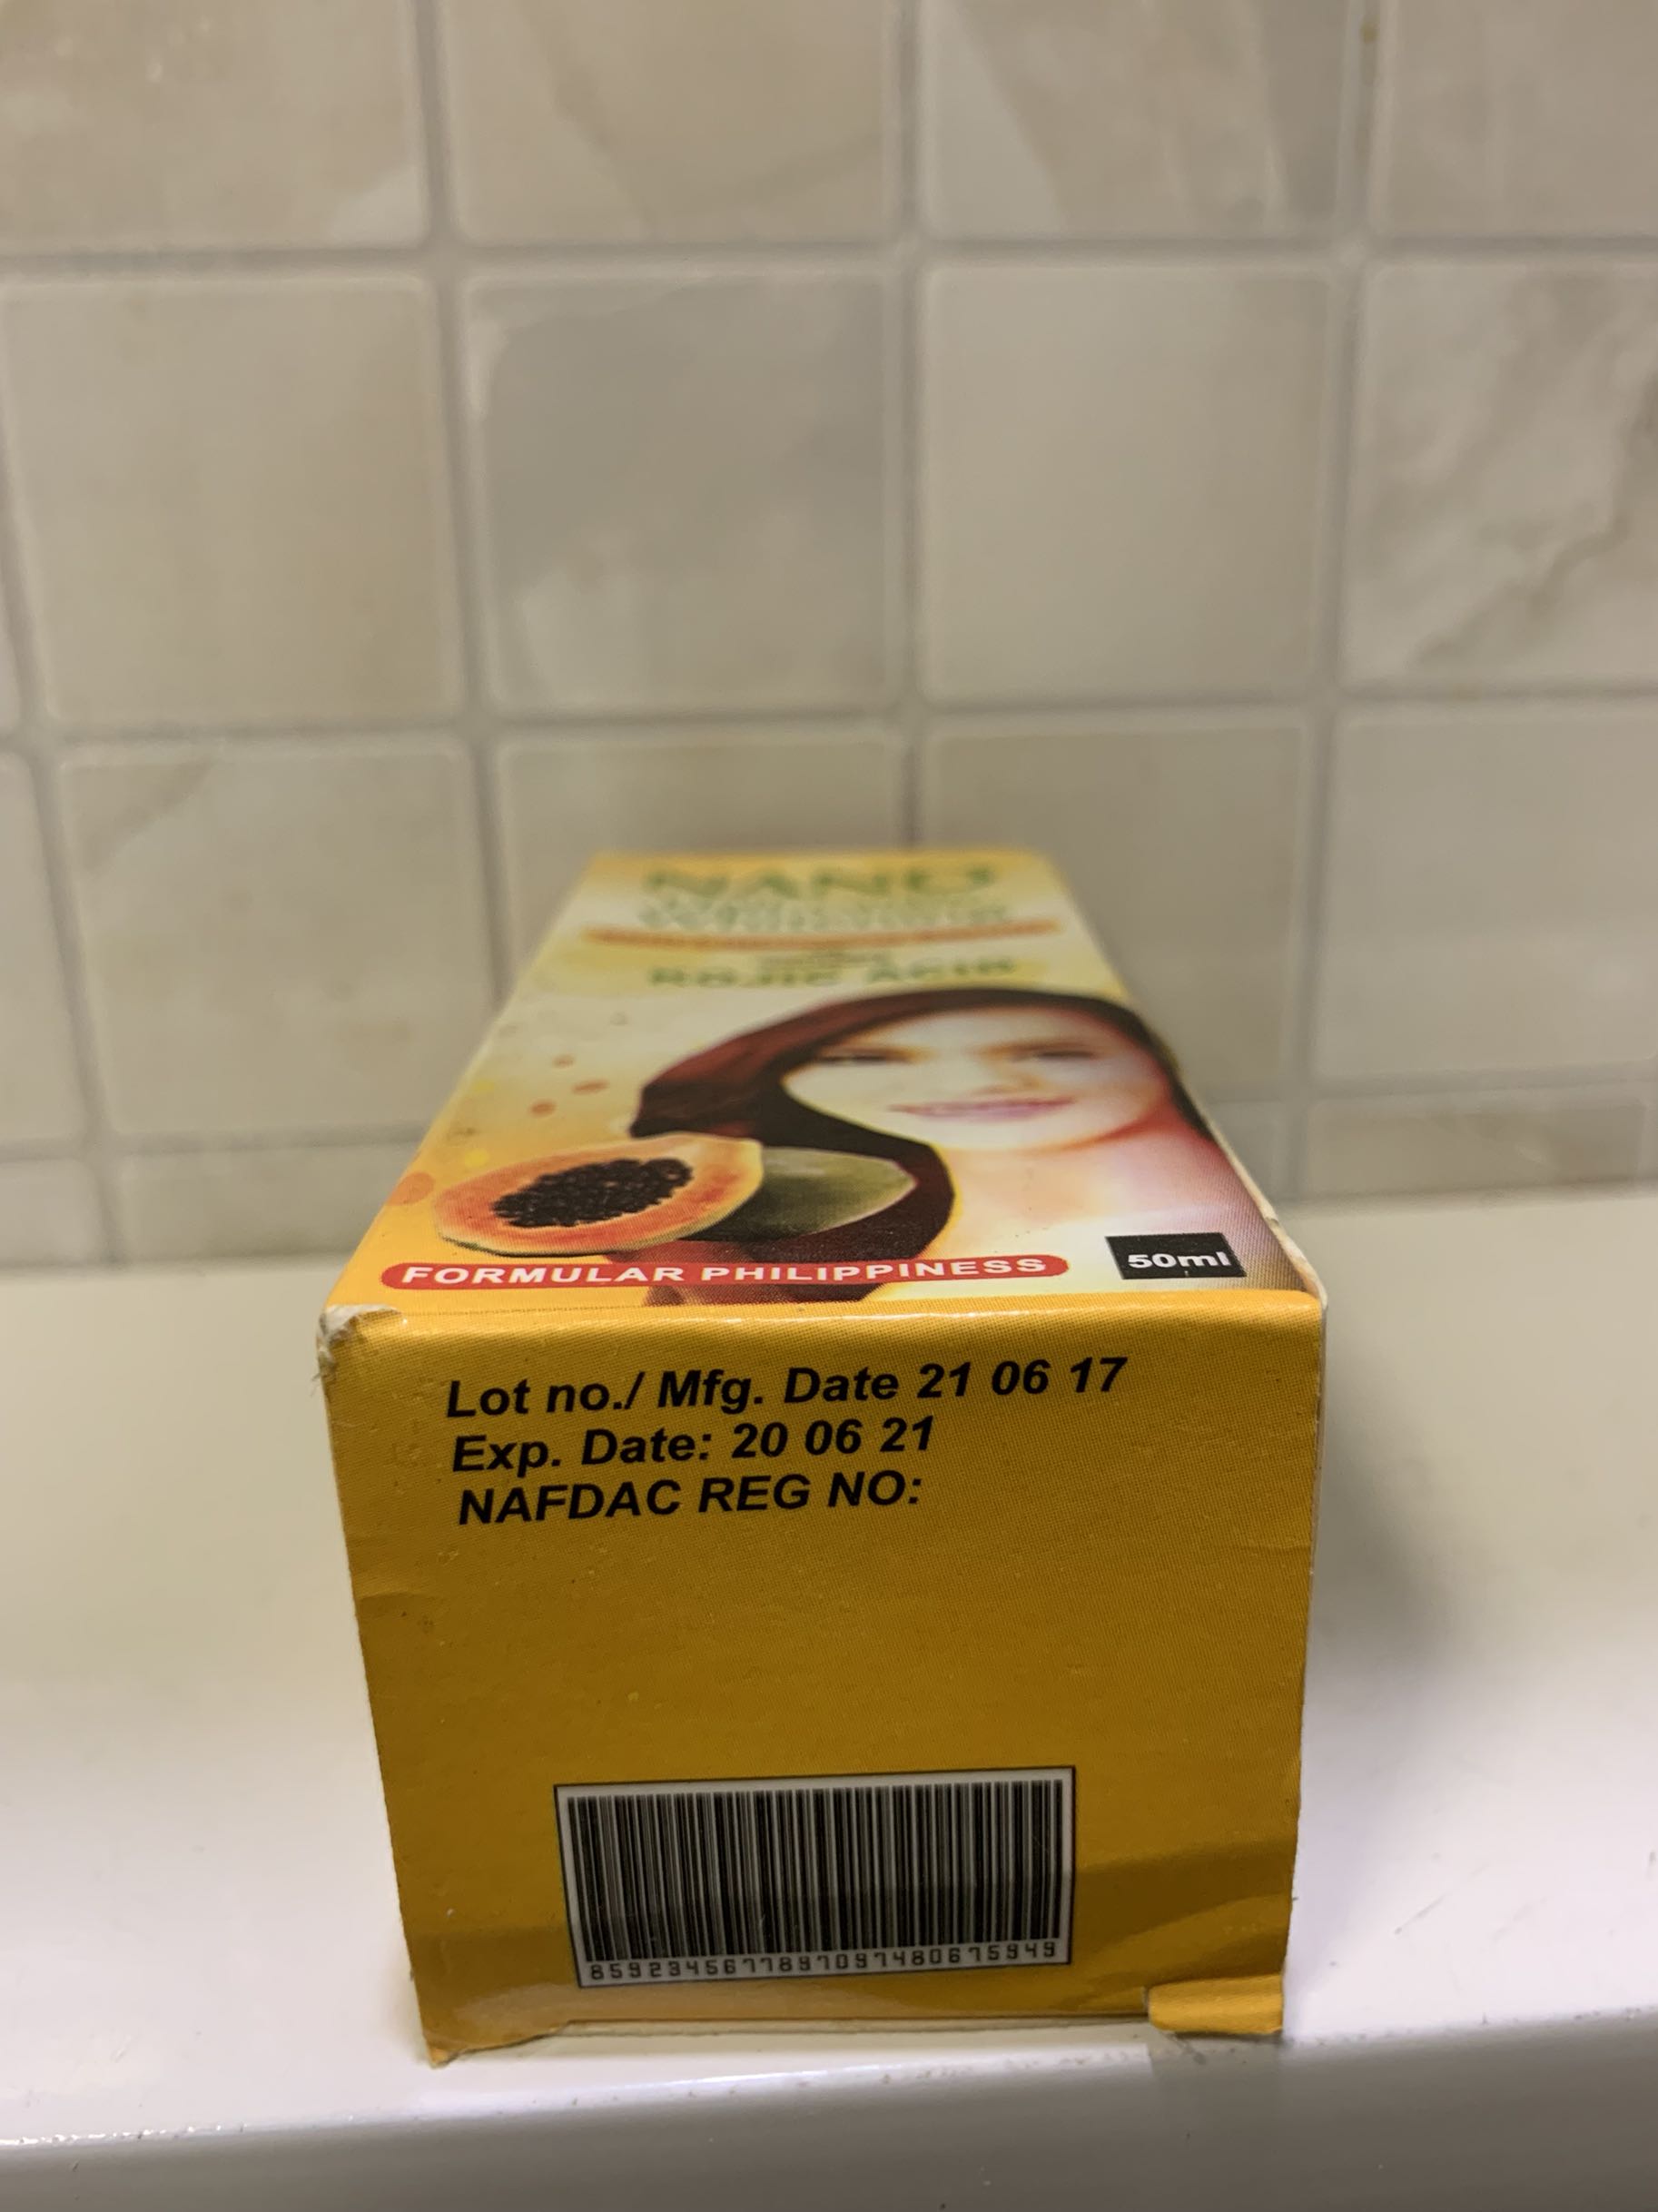 NANO
KOJIC ACID
FORMULAR PHILIPPINESS
50ml
Lot no./ Mfg. Date 21 06 17
Exp. Date: 20 06 21
NAFDAC REG NO: